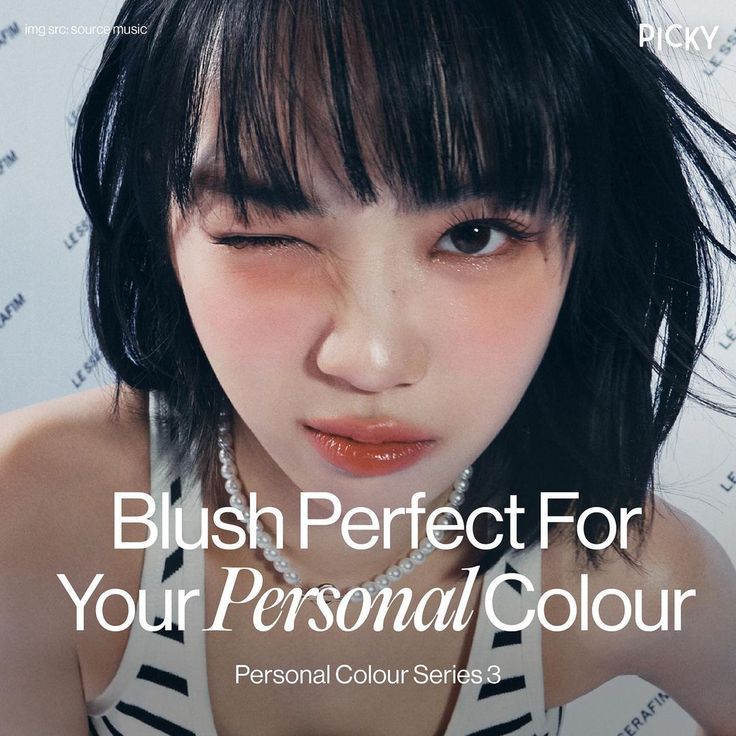 img src: source music
PICKY
LE SSERAFIM
Blush Perfect For
Your Personal Colour
Personal Colour Series 3